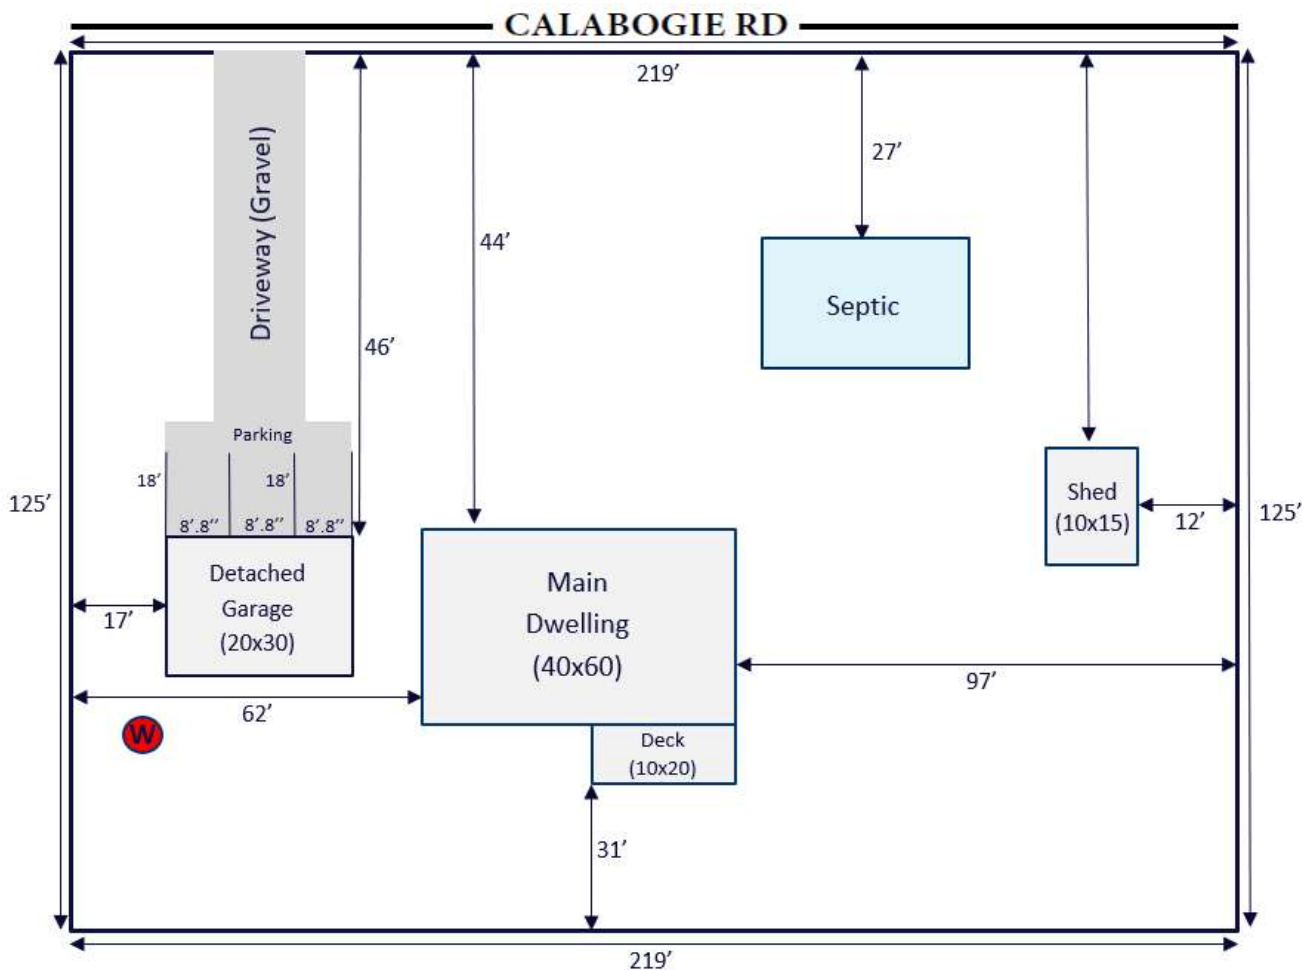 CALABOGIE RD
219'
27'
Driveway (Gravel)
44'
Septic
46'
Parking
18'
18'
8'.8"
8'.8"
8'.8"
125'
125'
Shed
(10x15)
12'
Detached
Garage
(20x30)
Main
Dwelling
(40x60)
17'
97'
62'
W
Deck
(10x20)
31'
219'